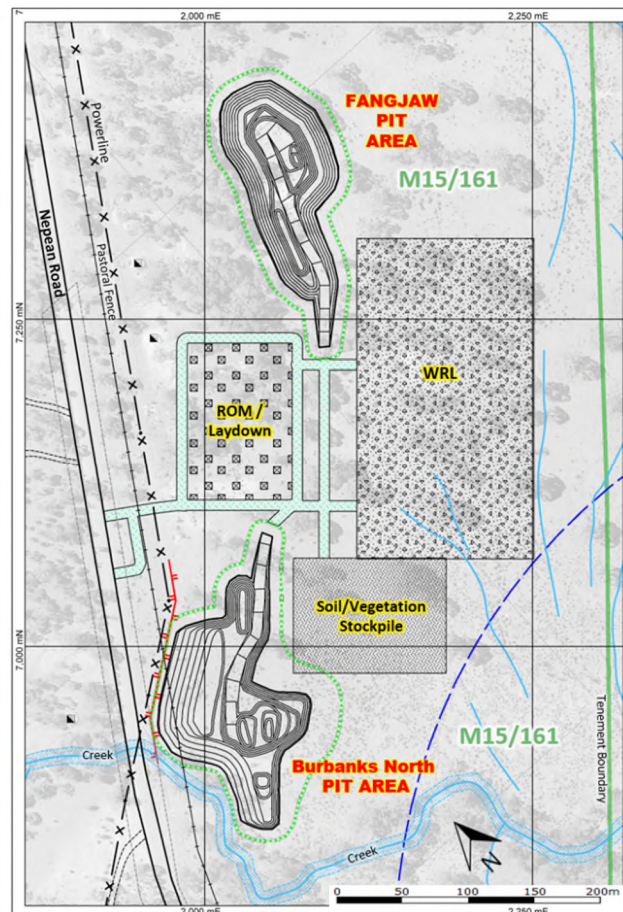 7
2,000 mE
2,250 mE
FANGJAW
PIT
AREA
M15/161
Powerline
Nepean Road
Pastoral Fence
7,250 mN
WRL
ROM /
Laydown
Soil/Vegetation
Stockpile
7,000 mN
M15/161
Tenement Boundary
Creek
Burbanks North
PIT AREA
Creek
N
0 50 100 150 200m
2,000 mE
2,250 mE